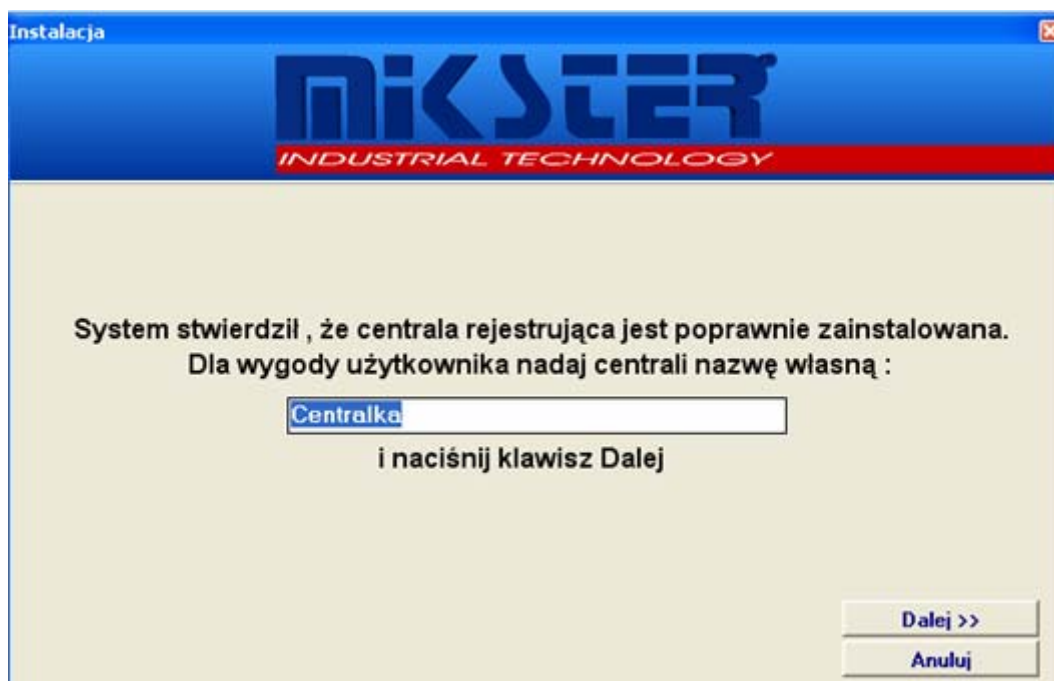 Instalacja
MIKSTER
INDUSTRIAL TECHNOLOGY
System stwierdził , że centrala rejestrująca jest poprawnie zainstalowana.
Dla wygody użytkownika nadaj centrali nazwę własną :
Centralka
i naciśnij klawisz Dalej
Dalej >>
Anuluj